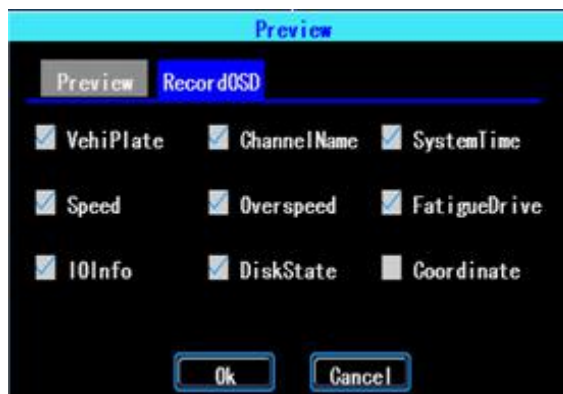 Preview
Preview RecordOSD
VehiPlate ChannelName SystemTime
Speed Overspeed FatigueDrive
IOInfo DiskState Coordinate
Ok Cancel